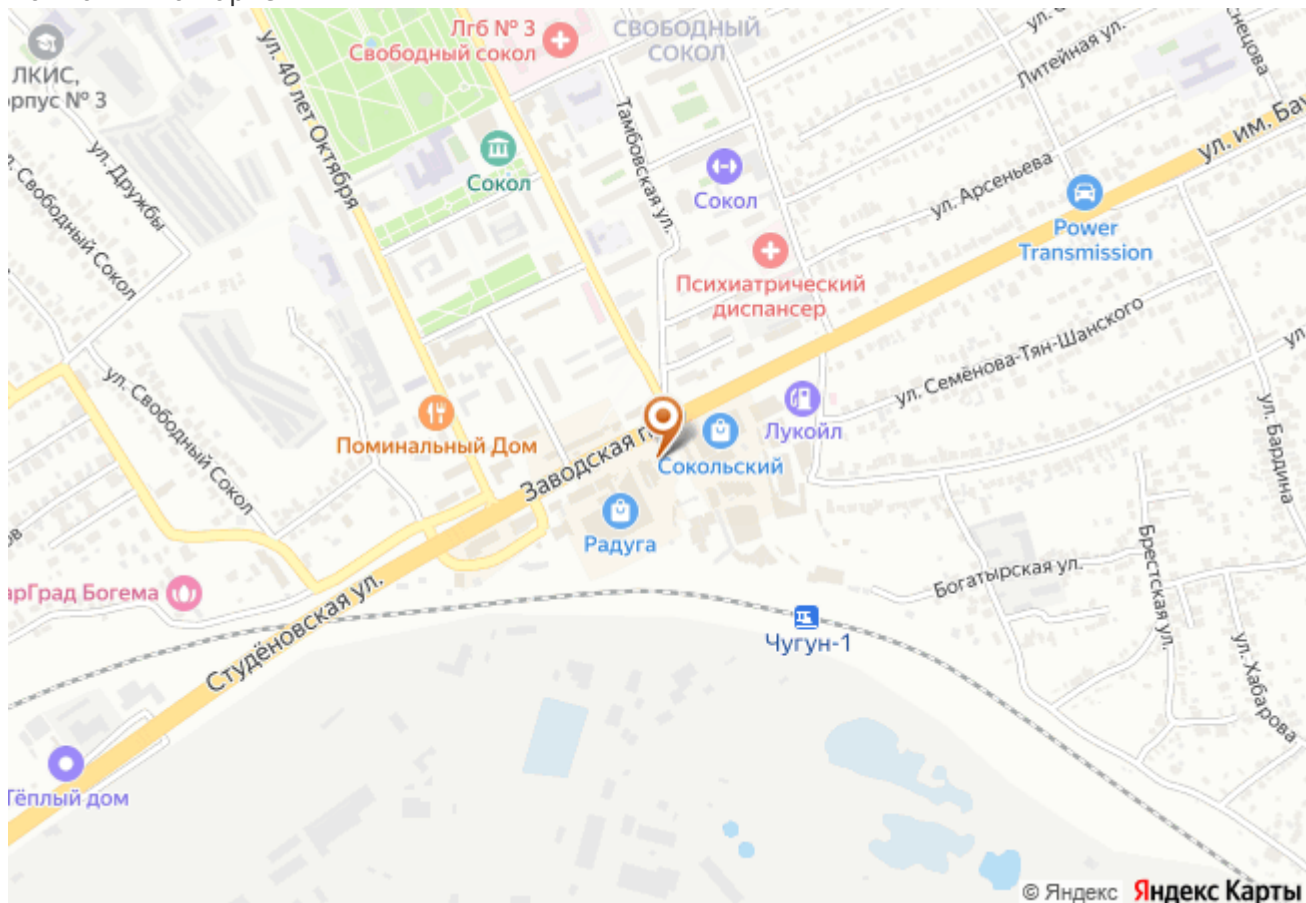 Лгб № 3
Свободный сокол
СВОБОДНЫЙ
СОКОЛ
ЛКИС,
орпус № 3
ул. 40 лет Октября
Тамбовская ул.
Литейная ул.
нецова
ул. им. Ба
ул. Дружбы
Сокол
Сокол
ул. Арсеньева
Power
Transmission
Свободный Сокол
Психиатрический
диспансер
ул. Семёнова-Тян-Шанского
ул.
ул. Свободный Сокол
Поминальный Дом
Заводская п
Лукойл
Сокольский
ул. Бардина
Радуга
Брестская ул.
Богатырская ул.
арГрад Богема
Студёновская ул.
Чугун-1
ул. Хабарова
Тёплый дом
© Яндекс Яндекс Карты